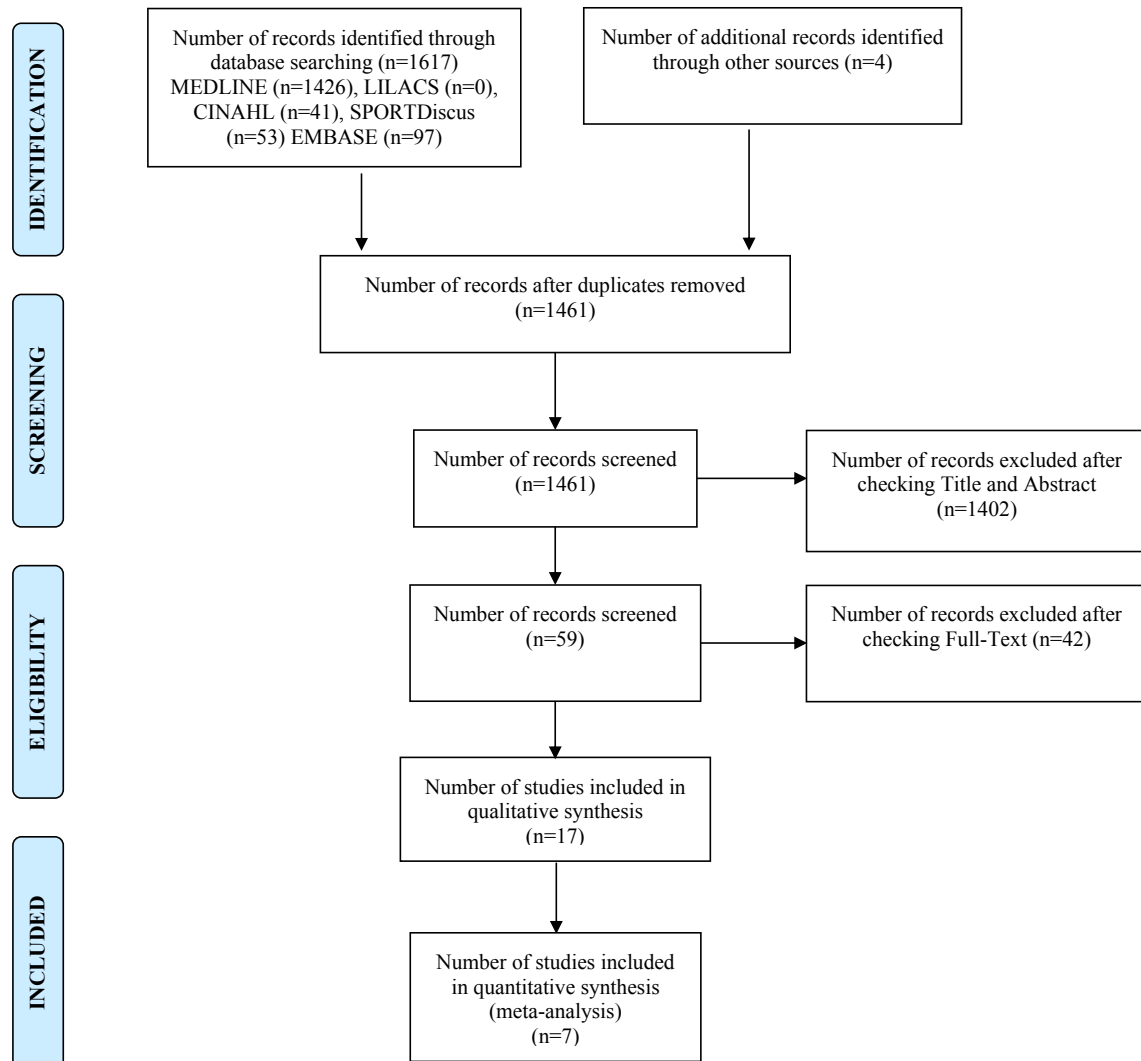 IDENTIFICATION
Number of records identified through
database searching (n=1617)
MEDLINE (n=1426), LILACS (n=0),
CINAHL (n=41), SPORTDiscus
(n=53) EMBASE (n=97)
Number of additional records identified
through other sources (n=4)
Number of records after duplicates removed
(n=1461)
SCREENING
Number of records screened
(n=1461)
Number of records excluded after
checking Title and Abstract
(n=1402)
ELIGIBILITY
Number of records screened
(n=59)
Number of records excluded after
checking Full-Text (n=42)
Number of studies included in
qualitative synthesis
(n=17)
INCLUDED
Number of studies included
in quantitative synthesis
(meta-analysis)
(n=7)